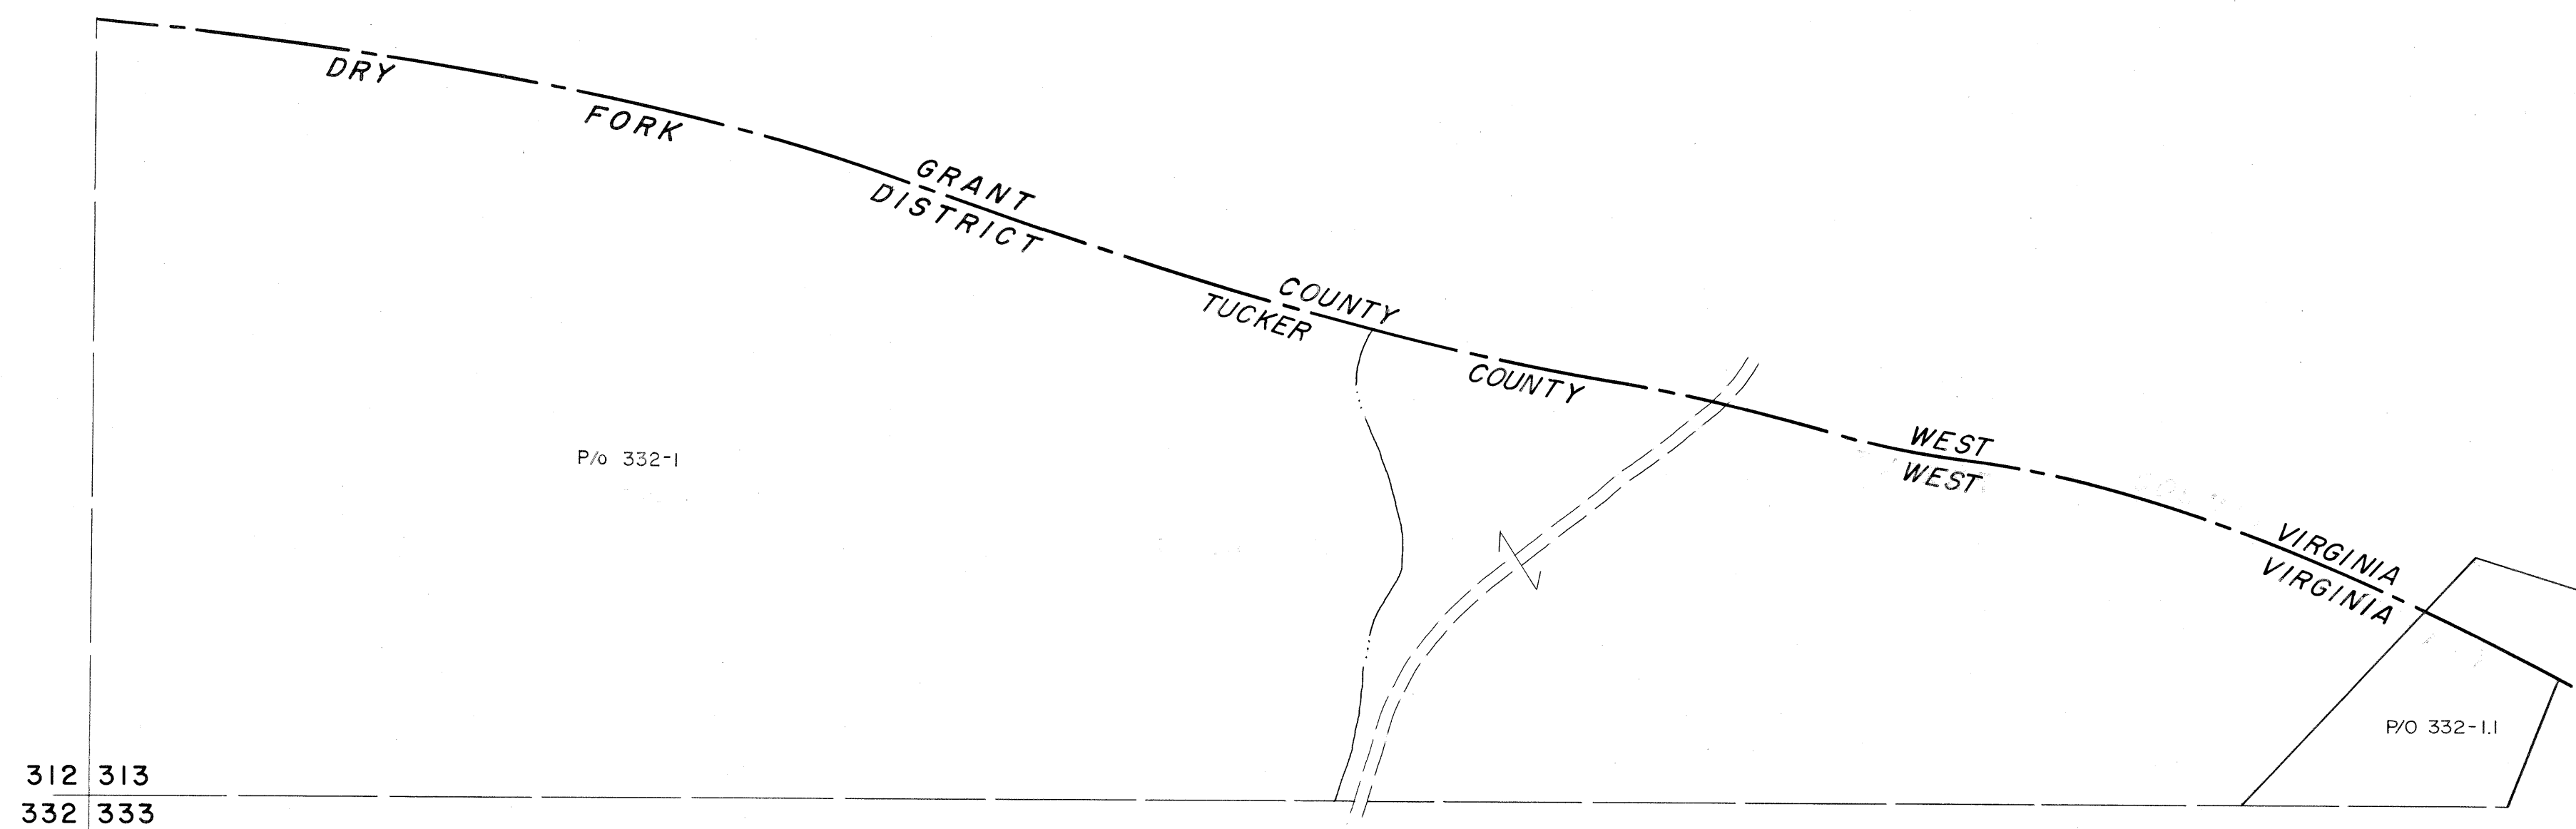 GRANT COUNTY WEST VIRGINIA
DRY FORK DISTRICT TUCKER COUNTY WEST VIRGINIA
P/o 332-1
P/O 332-1.1
312 313
332 333